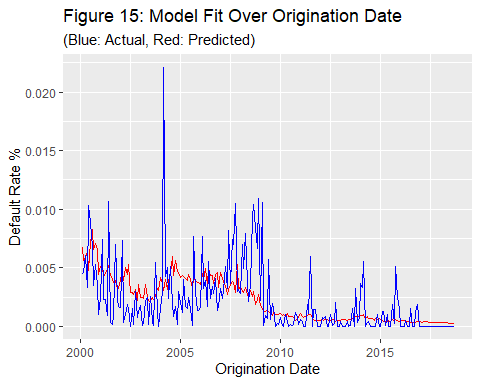 Figure 15: Model Fit Over Origination Date
(Blue: Actual, Red: Predicted)
Default Rate %
0.020
0.015
0.010
0.005
0.000
2000 2005 2010 2015
Origination Date